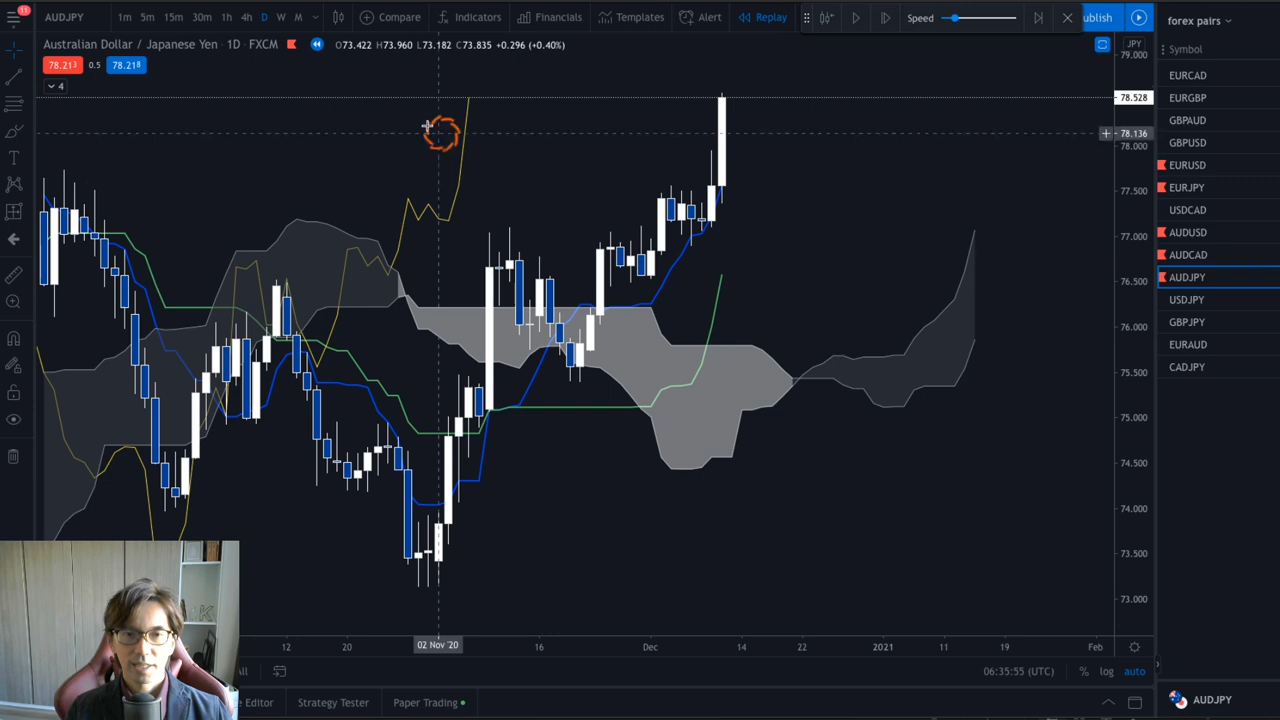 11
AUDJPY
1m 5m 15m 30m 1h 4h D W M
Compare
Indicators
Financials
Templates
Alert
Replay
Speed
ublish
forex pairs
Australian Dollar / Japanese Yen · 1D · FXCM
O73.422 H73.960 L73.182 C73.835 +0.296 (+0.40%)
JPY
78.213 0.5 78.218
4
Symbol
EURCAD
EURGBP
GBPAUD
GBPUSD
EURUSD
EURJPY
USDCAD
AUDUSD
AUDCAD
AUDJPY
USDJPY
GBPJPY
EURAUD
CADJPY
79.000
78.528
78.136
78.000
77.500
77.000
76.500
76.000
75.500
75.000
74.500
74.000
73.500
73.000
12 20 02 Nov '20 16 Dec 14 22 2021 11 19 Feb
All
06:35:55 (UTC) % log auto
e Editor Strategy Tester Paper Trading
AUDJPY